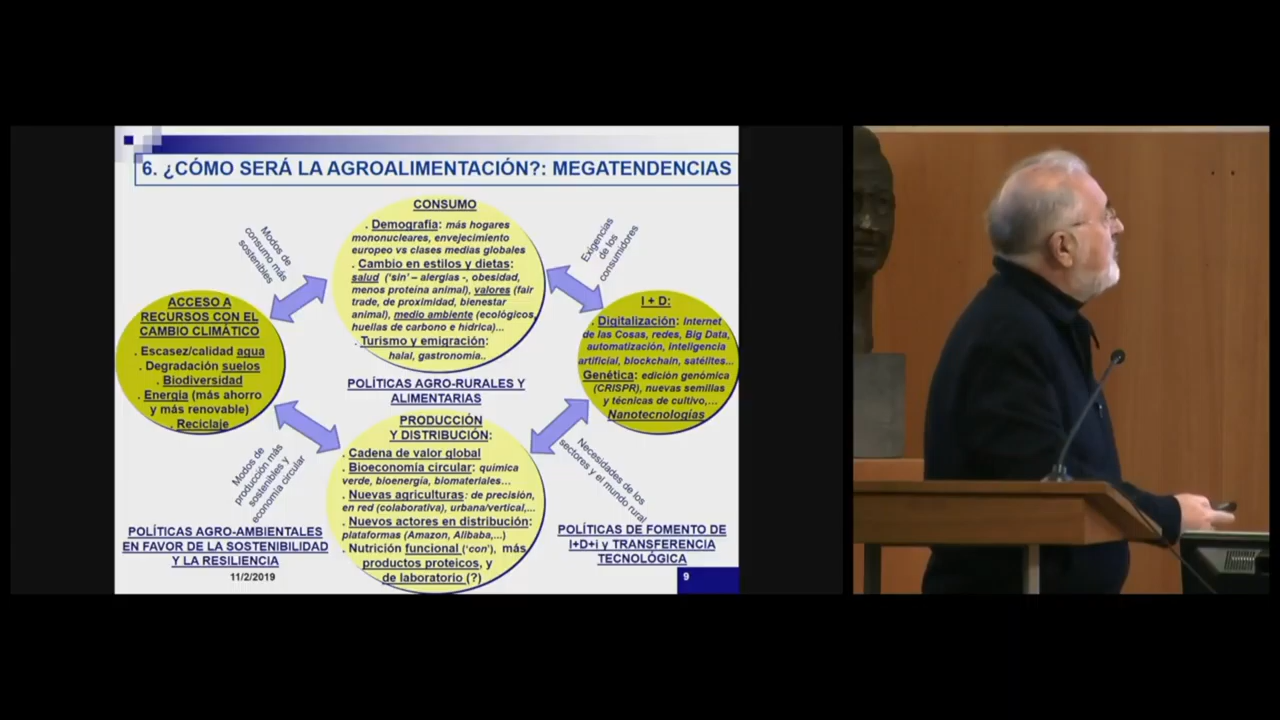 6. ¿CÓMO SERÁ LA AGROALIMENTACIÓN?: MEGATENDENCIAS
CONSUMO
. Demografía: más hogares
mononucleares, envejecimiento
europeo vs clases medias globales
. Cambio en estilos y dietas:
salud ('sin' – alergias -, obesidad,
menos proteína animal), valores (fair
trade, de proximidad, bienestar
animal), medio ambiente (ecológicos,
huellas de carbono e hídrica)...
. Turismo y emigración:
halal, gastronomía..
Modos de
consumo más
sostenibles
Exigencias
de los
consumidores
ACCESO A
RECURSOS CON EL
CAMBIO CLIMÁTICO
. Escasez/calidad agua
. Degradación suelos
. Biodiversidad
. Energía (más ahorro
y más renovable)
. Reciclaje
I + D:
. Digitalización: Internet
de las Cosas, redes, Big Data,
automatización, inteligencia
artificial, blockchain, satélites...
. Genética: edición genómica
(CRISPR), nuevas semillas
y técnicas de cultivo,...
. Nanotecnologías
POLÍTICAS AGRO-RURALES Y
ALIMENTARIAS
PRODUCCIÓN
Y DISTRIBUCIÓN:
. Cadena de valor global
. Bioeconomía circular: química
verde, bioenergía, biomateriales...
. Nuevas agriculturas: de precisión,
en red (colaborativa), urbana/vertical,...
. Nuevos actores en distribución:
plataformas (Amazon, Alibaba,...)
. Nutrición funcional ('con'), más
productos proteicos, y
de laboratorio (?)
Modos de
producción más
sostenibles y
economía circular
Necesidades de los
sectores y el mundo rural
POLÍTICAS AGRO-AMBIENTALES
EN FAVOR DE LA SOSTENIBILIDAD
Y LA RESILIENCIA
POLÍTICAS DE FOMENTO DE
I+D+i y TRANSFERENCIA
TECNOLÓGICA
11/2/2019
9